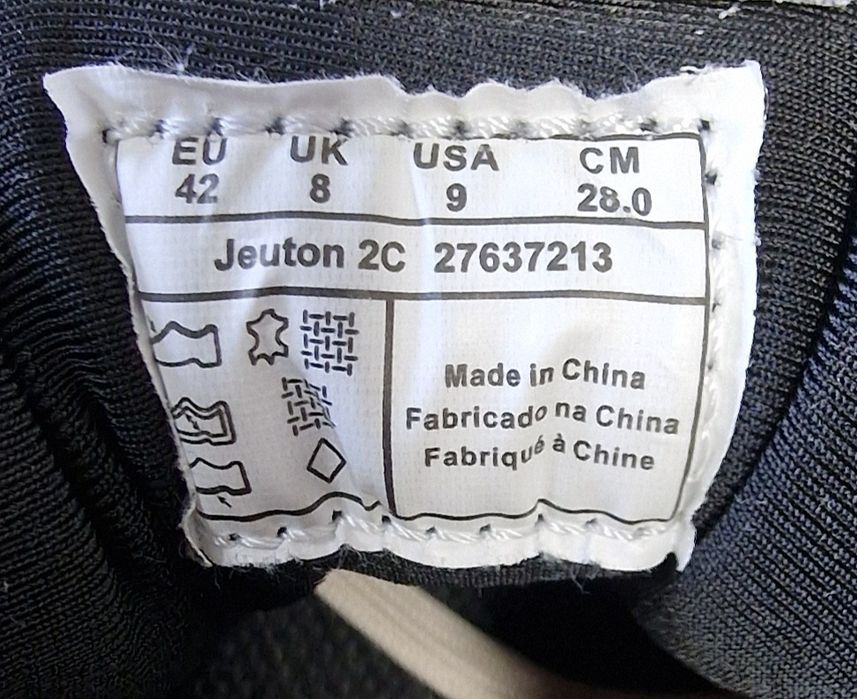 EU UK USA CM
42 8 9 28.0
Jeuton 2C 27637213
Made in China
Fabricado na China
Fabriqué à Chine